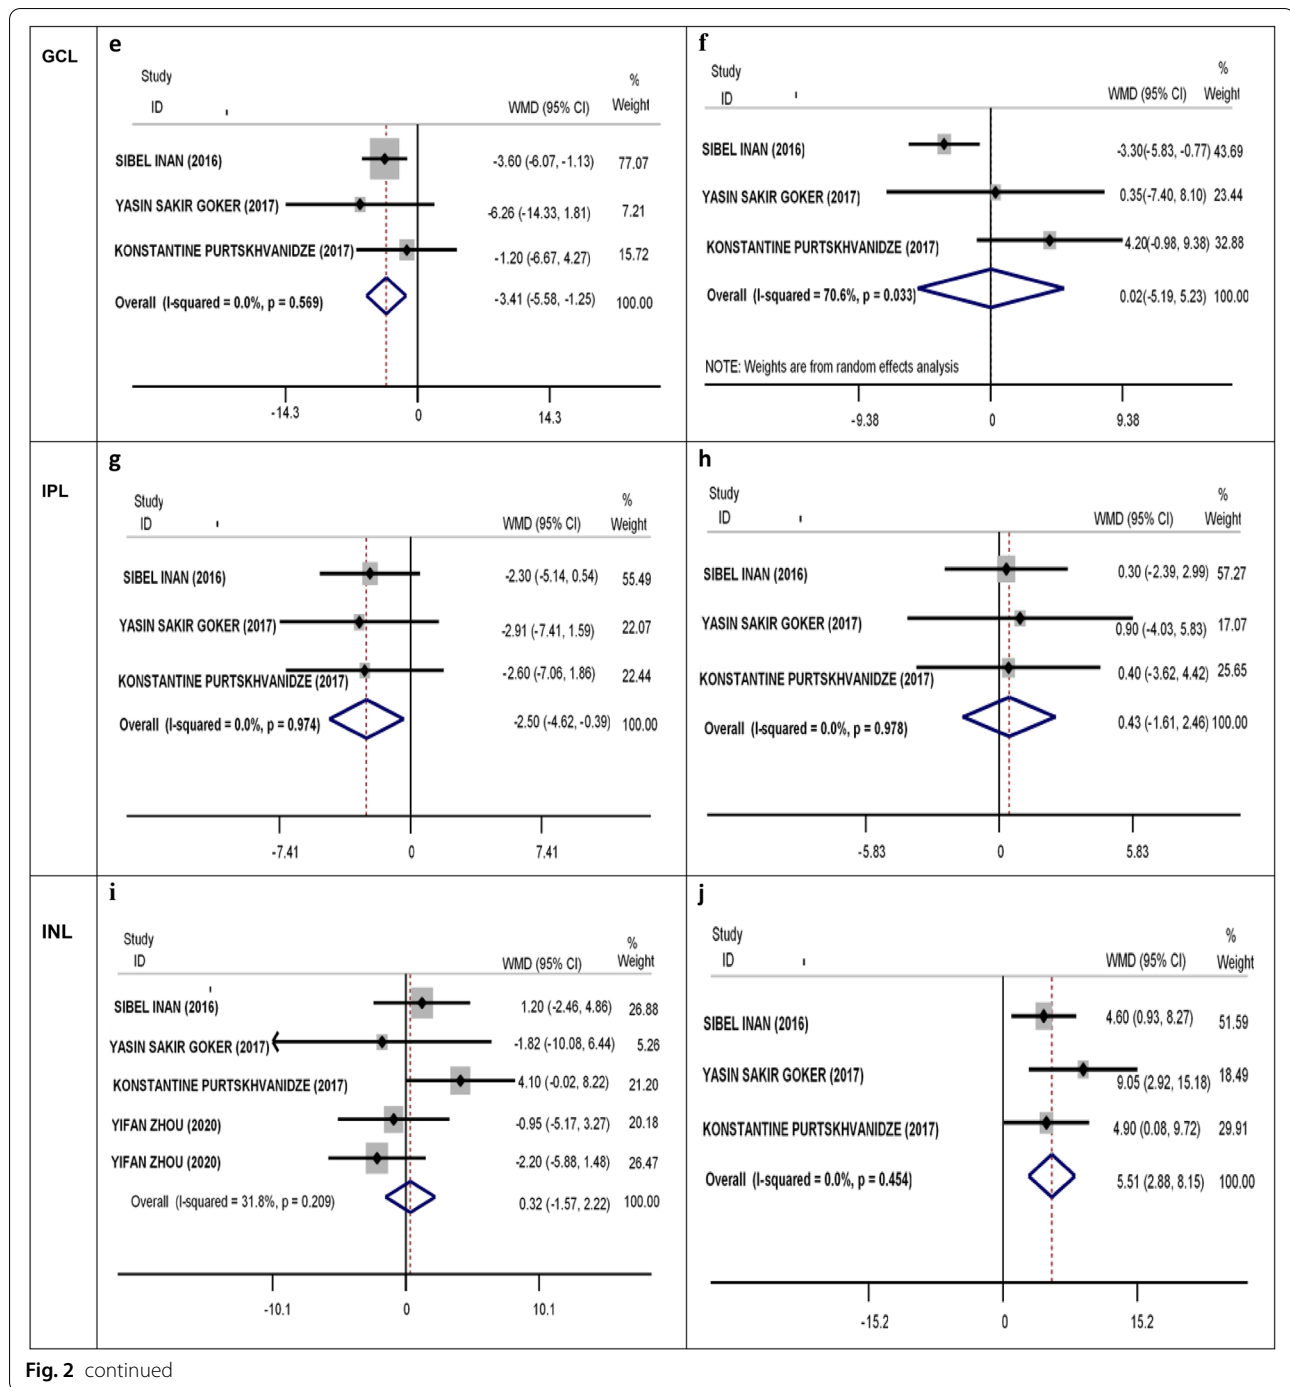 GCL
e
Study
%
ID
WMD (95% CI)
Weight
SIBEL INAN (2016)
-3.60 (-6.07, -1.13)
77.07
YASIN SAKIR GOKER (2017)
-6.26 (-14.33, 1.81)
7.21
KONSTANTINE PURTSKHVANIDZE (2017)
-1.20 (-6.67, 4.27)
15.72
Overall (I-squared = 0.0%, p = 0.569)
-3.41 (-5.58, -1.25)
100.00
-14.3
0
14.3
f
Study
%
ID
WMD (95% CI)
Weight
SIBEL INAN (2016)
-3.30(-5.83, -0.77) 43.69
YASIN SAKIR GOKER (2017)
0.35(-7.40, 8.10) 23.44
KONSTANTINE PURTSKHVANIDZE (2017)
4.20(-0.98, 9.38) 32.88
Overall (I-squared = 70.6%, p = 0.033)
0.02(-5.19, 5.23) 100.00
NOTE: Weights are from random effects analysis
-9.38
0
9.38
IPL
g
Study
%
ID
WMD (95% CI)
Weight
SIBEL INAN (2016)
-2.30 (-5.14, 0.54)
55.49
YASIN SAKIR GOKER (2017)
-2.91 (-7.41, 1.59)
22.07
KONSTANTINE PURTSKHVANIDZE (2017)
-2.60 (-7.06, 1.86)
22.44
Overall (I-squared = 0.0%, p = 0.974)
-2.50 (-4.62, -0.39)
100.00
-7.41
0
7.41
h
Study
%
ID
WMD (95% CI)
Weight
SIBEL INAN (2016)
0.30 (-2.39, 2.99) 57.27
YASIN SAKIR GOKER (2017)
0.90 (-4.03, 5.83) 17.07
KONSTANTINE PURTSKHVANIDZE (2017)
0.40 (-3.62, 4.42) 25.65
Overall (I-squared = 0.0%, p = 0.978)
0.43 (-1.61, 2.46) 100.00
-5.83
0
5.83
INL
i
Study
%
ID
WMD (95% CI)
Weight
SIBEL INAN (2016)
1.20 (-2.46, 4.86)
26.88
YASIN SAKIR GOKER (2017)
-1.82 (-10.08, 6.44)
5.26
KONSTANTINE PURTSKHVANIDZE (2017)
4.10 (-0.02, 8.22)
21.20
YIFAN ZHOU (2020)
-0.95 (-5.17, 3.27)
20.18
YIFAN ZHOU (2020)
-2.20 (-5.88, 1.48)
26.47
Overall (I-squared = 31.8%, p = 0.209)
0.32 (-1.57, 2.22)
100.00
-10.1
0
10.1
j
Study
%
ID
WMD (95% CI)
Weight
SIBEL INAN (2016)
4.60 (0.93, 8.27)
51.59
YASIN SAKIR GOKER (2017)
9.05 (2.92, 15.18)
18.49
KONSTANTINE PURTSKHVANIDZE (2017)
4.90 (0.08, 9.72)
29.91
Overall (I-squared = 0.0%, p = 0.454)
5.51 (2.88, 8.15)
100.00
-15.2
0
15.2
Fig. 2 continued